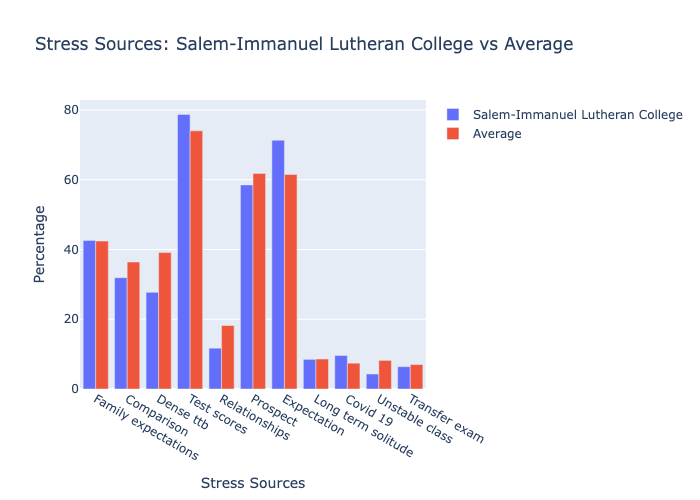 Stress Sources: Salem-Immanuel Lutheran College vs Average
Salem-Immanuel Lutheran College
Average
Percentage
80
60
40
20
0
Family expectations
Comparison
Dense ttb
Test scores
Relationships
Prospect
Expectation
Long term solitude
Covid 19
Unstable class
Transfer exam
Stress Sources